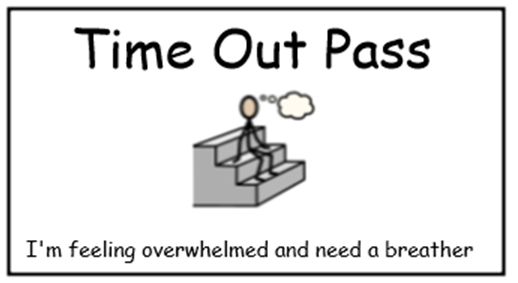 Time Out Pass
I'm feeling overwhelmed and need a breather